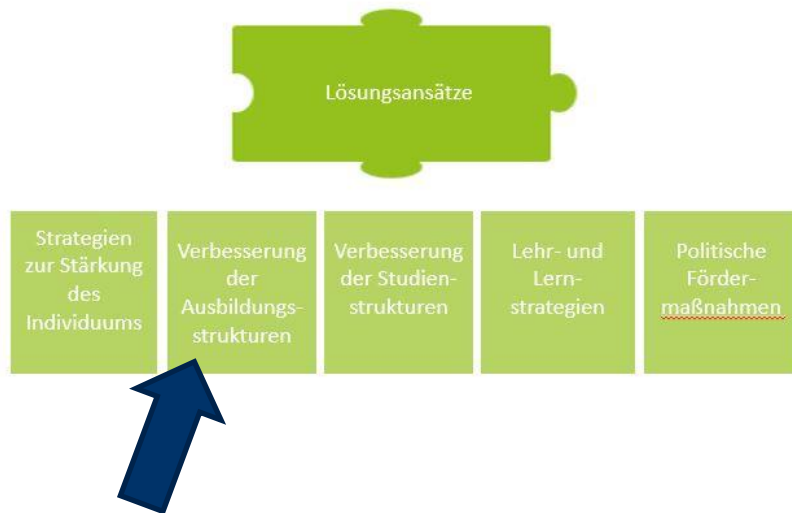 Lösungsansätze
Strategien
zur Stärkung
des
Individuums
Verbesserung
der
Ausbildungs-
strukturen
Verbesserung
der Studien-
strukturen
Lehr- und
Lern-
strategien
Politische
Förder-
maßnahmen